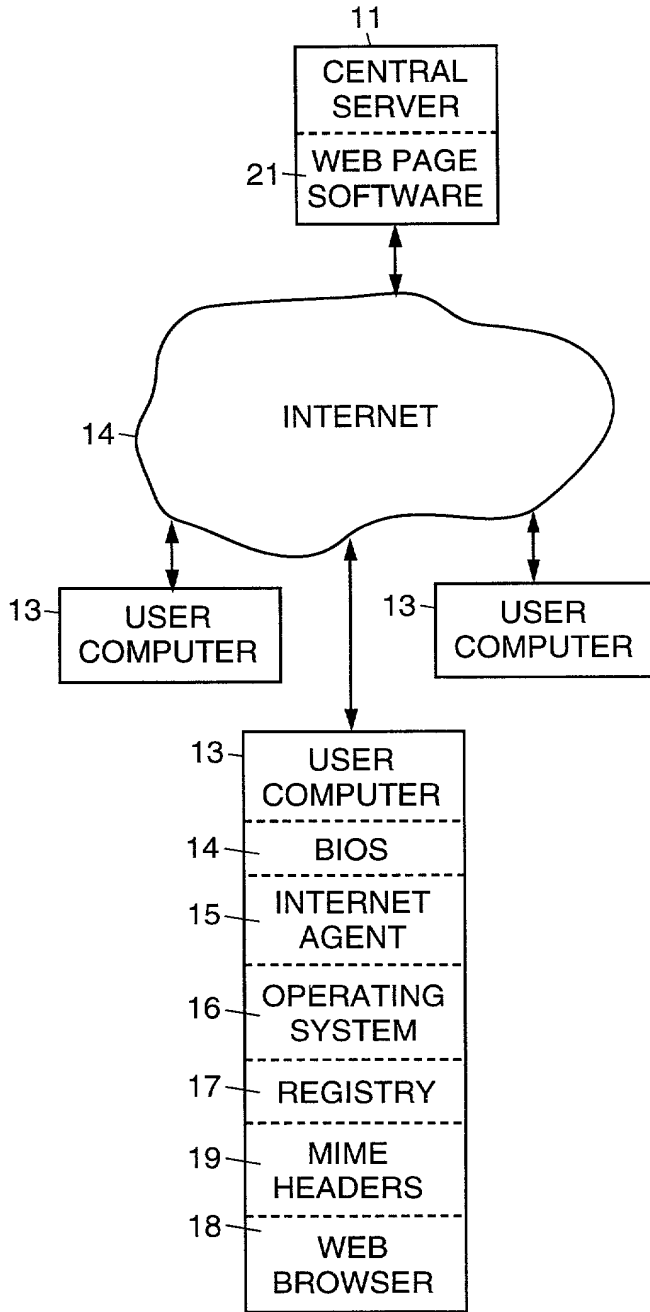 11
CENTRAL
SERVER
21
WEB PAGE
SOFTWARE
INTERNET
14
13
USER
COMPUTER
13
USER
COMPUTER
13
USER
COMPUTER
14
BIOS
15
INTERNET
AGENT
16
OPERATING
SYSTEM
17
REGISTRY
19
MIME
HEADERS
18
WEB
BROWSER